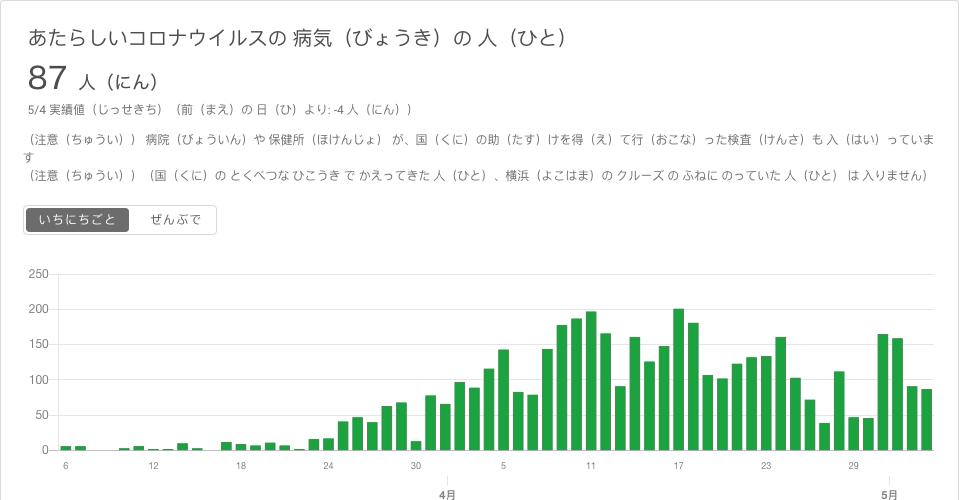 あたらしいコロナウイルスの 病気（びょうき）の 人（ひと）
87 人（にん）
5/4 実績値（じっせきち）（前（まえ）の 日（ひ）より: -4 人（にん））
（注意（ちゅうい）） 病院（びょういん）や 保健所（ほけんじょ） が、国（くに）の助（たす）けを得（え）て行（おこな）った検査（けんさ）も 入（はい）っていま
す
（注意（ちゅうい））（国（くに）の とくべつな ひこうき で かえってきた 人（ひと）、横浜（よこはま）の クルーズ の ふねに のっていた 人（ひと） は 入りません）
いちにちごと ぜんぶで
250
200
150
100
50
0
6 12 18 24 30 5 11 17 23 29
4月 5月